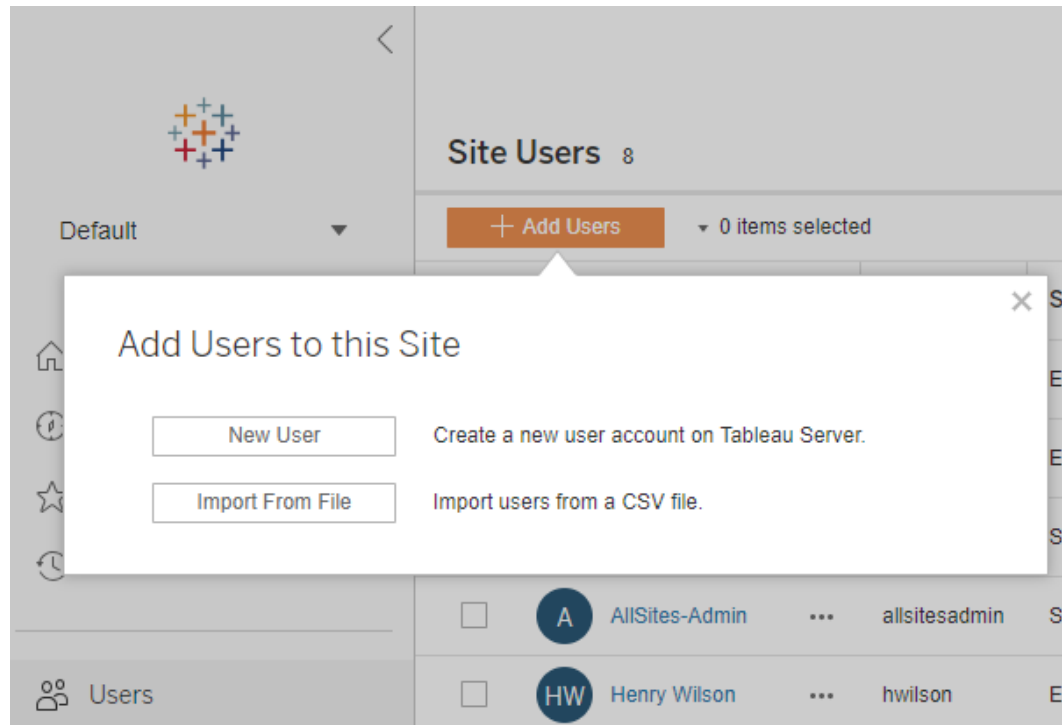 Site Users 8
Default
+ Add Users 0 items selected
S
Add Users to this Site
E
New User Create a new user account on Tableau Server.
E
Import From File Import users from a CSV file.
S
A AllSites-Admin ••• allsitesadmin S
Users HW Henry Wilson ••• hwilson E